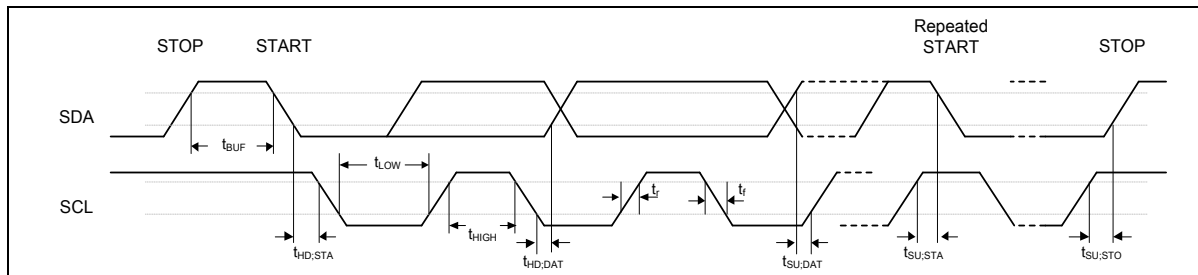 STOP START Repeated START STOP
SDA
tBUF
tLOW
SCL
tr tf
tHIGH
tHD;STA tHD;DAT tSU;DAT tSU;STA tSU;STO